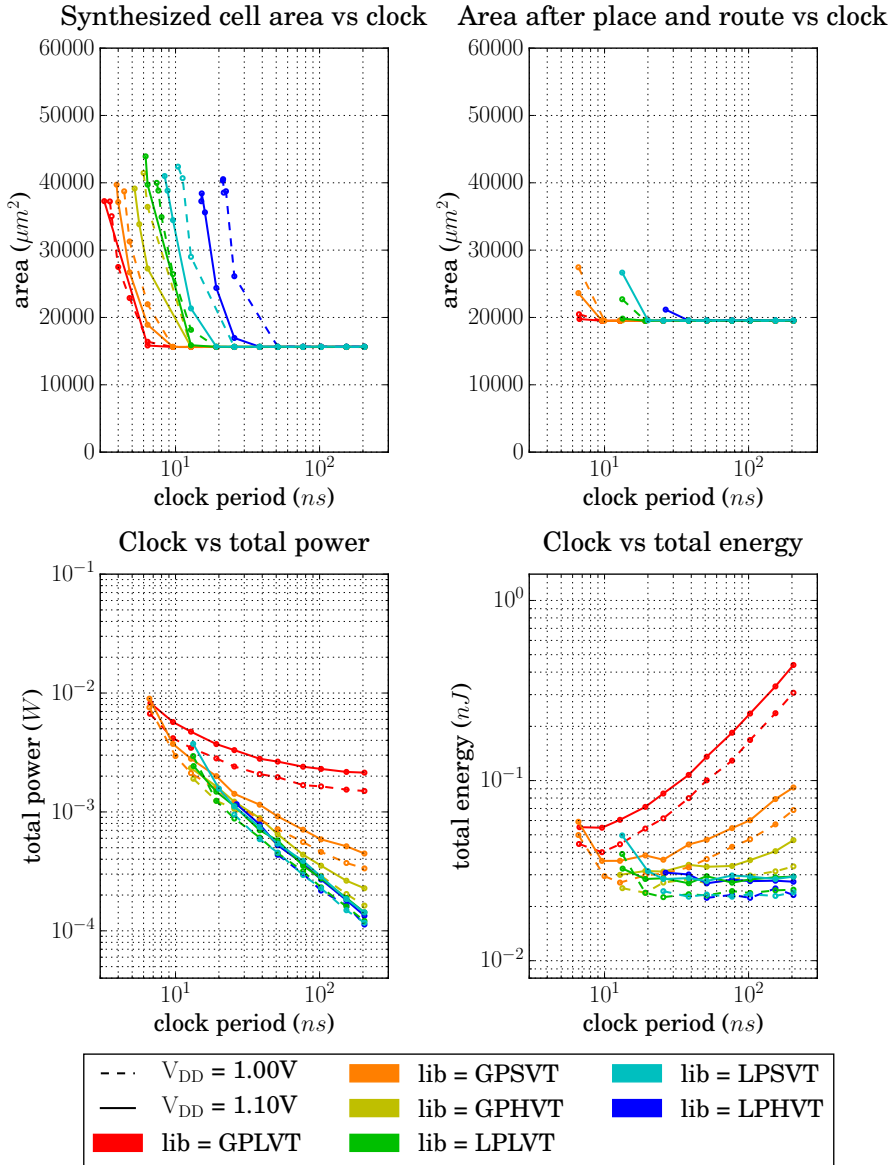 Synthesized cell area vs clock
60000
50000
40000
30000
20000
10000
0
area (μm²)
10¹
10²
clock period (ns)
Area after place and route vs clock
60000
50000
40000
30000
20000
10000
0
area (μm²)
10¹
10²
clock period (ns)
Clock vs total power
10⁻¹
10⁻²
10⁻³
10⁻⁴
total power (W)
10¹
10²
clock period (ns)
Clock vs total energy
10⁰
10⁻¹
10⁻²
total energy (nJ)
10¹
10²
clock period (ns)
V_DD = 1.00V
V_DD = 1.10V
lib = GPLVT
lib = GPSVT
lib = GPHVT
lib = LPLVT
lib = LPSVT
lib = LPHVT